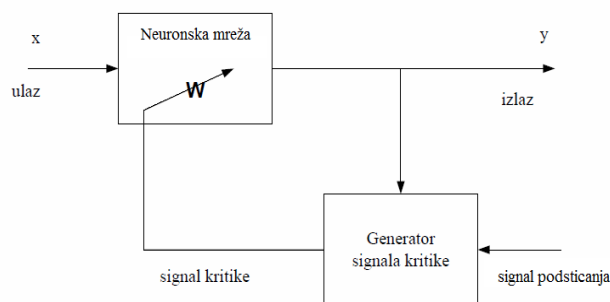 Neuronska mreža
x
y
ulaz
W
izlaz
Generator
signala kritike
signal kritike
signal podsticanja